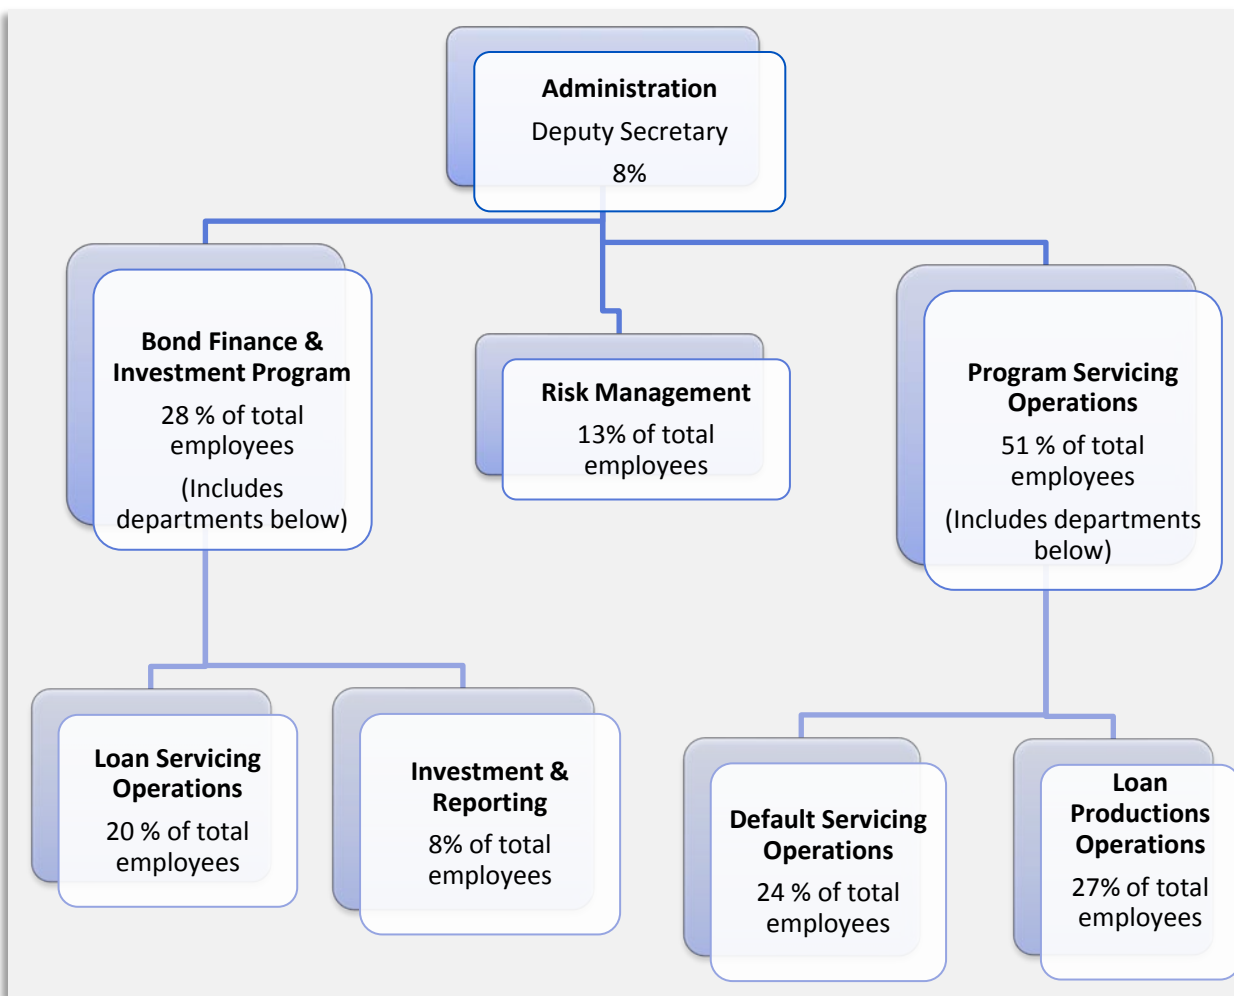 Administration
Deputy Secretary
8%
Bond Finance &
Investment Program
28 % of total
employees
(Includes
departments below)
Risk Management
13% of total
employees
Program Servicing
Operations
51 % of total
employees
(Includes departments
below)
Loan Servicing
Operations
20 % of total
employees
Investment &
Reporting
8% of total
employees
Default Servicing
Operations
24 % of total
employees
Loan
Productions
Operations
27% of total
employees